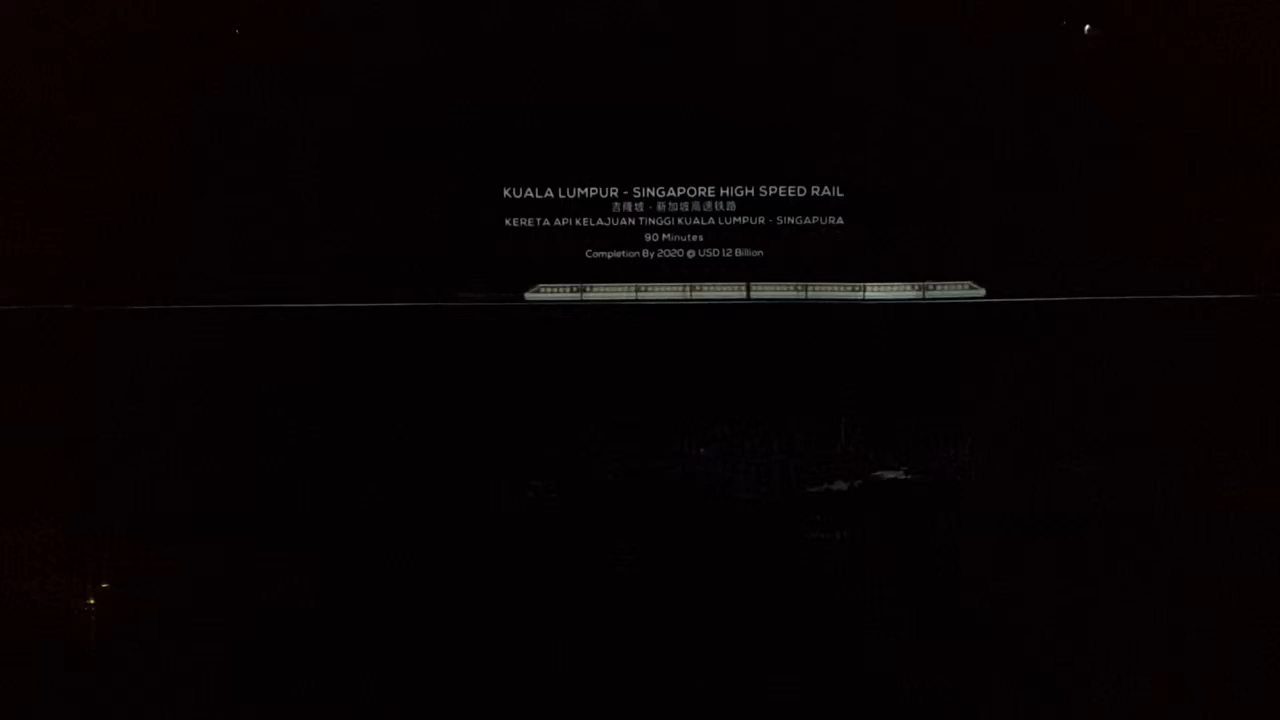 KUALA LUMPUR - SINGAPORE HIGH SPEED RAIL
吉隆坡 - 新加坡高速铁路
KERETA API KELAJUAN TINGGI KUALA LUMPUR - SINGAPURA
90 Minutes
Completion By 2020 @ USD 12 Billion